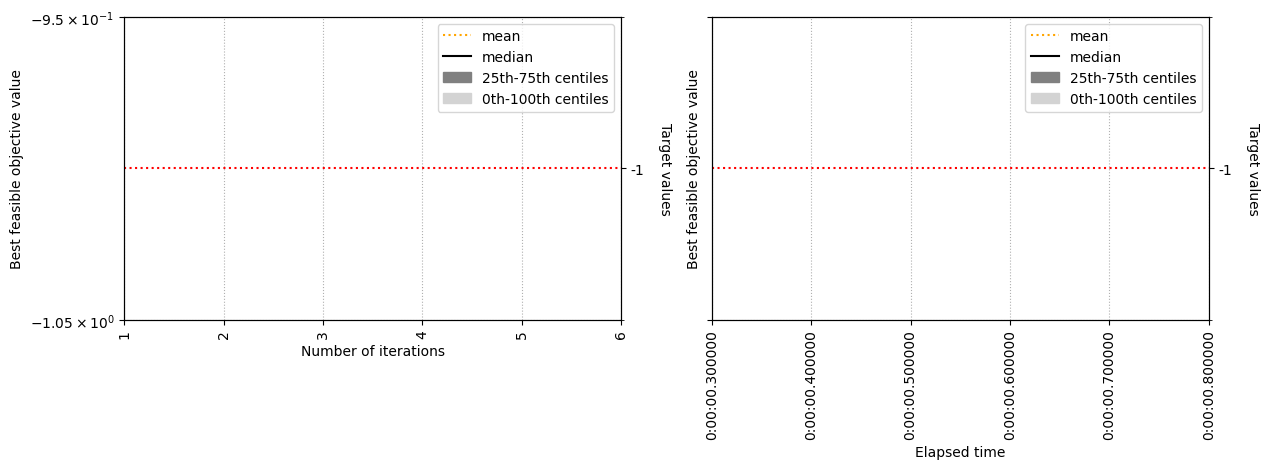 −9.5 × 10⁻¹
−1.05 × 10⁰
Best feasible objective value
mean
median
25th-75th centiles
0th-100th centiles
-1
Target values
1
2
3
4
5
6
Number of iterations
Best feasible objective value
mean
median
25th-75th centiles
0th-100th centiles
-1
Target values
0:00:00.300000
0:00:00.400000
0:00:00.500000
0:00:00.600000
0:00:00.700000
0:00:00.800000
Elapsed time